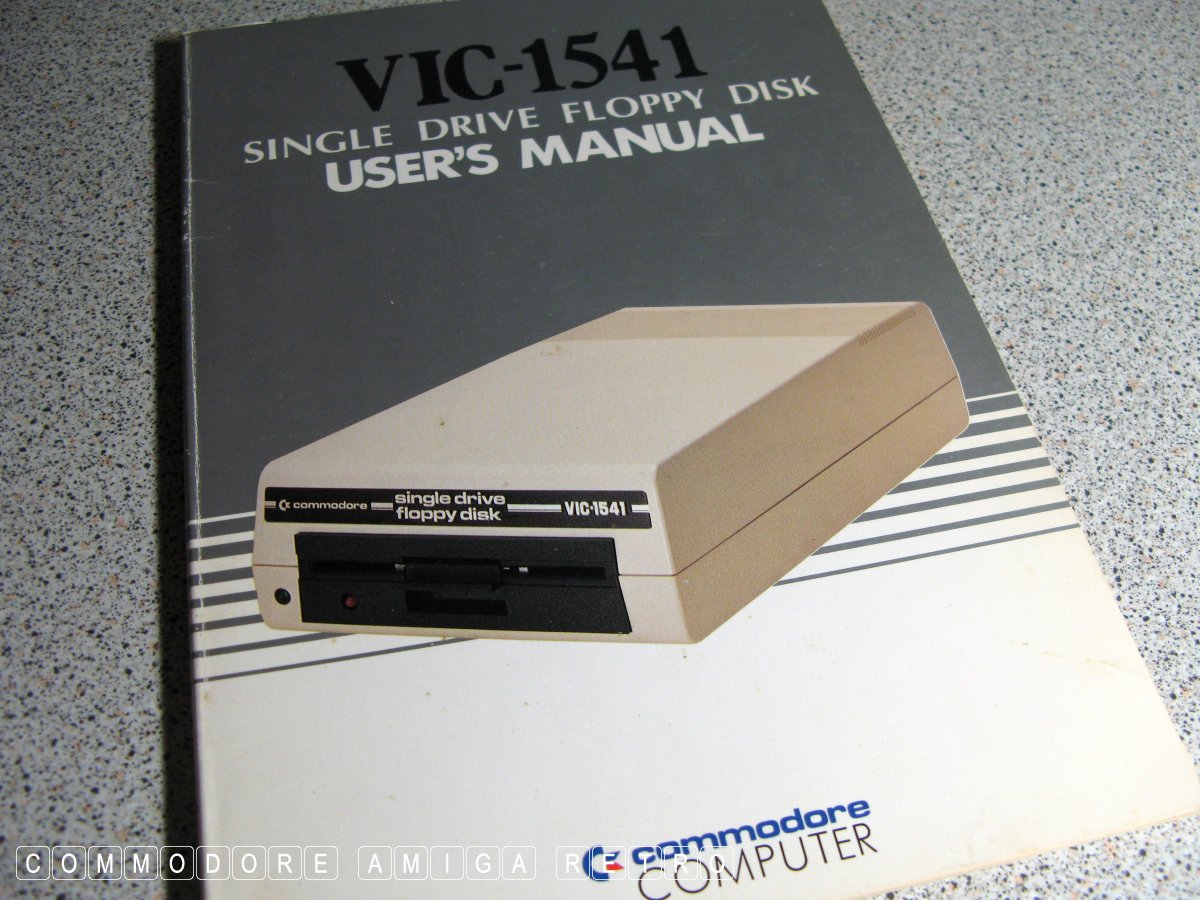 VIC-1541
SINGLE DRIVE FLOPPY DISK
USER'S MANUAL
commodore
single drive
floppy disk
VIC-1541
commodore
COMPUTER
COMMODORE AMIGA RETRO